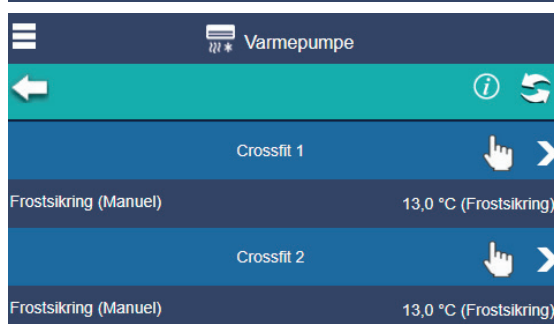 Varmepumpe
Crossfit 1
Frostsikring (Manuel) 13,0 °C (Frostsikring)
Crossfit 2
Frostsikring (Manuel) 13,0 °C (Frostsikring)